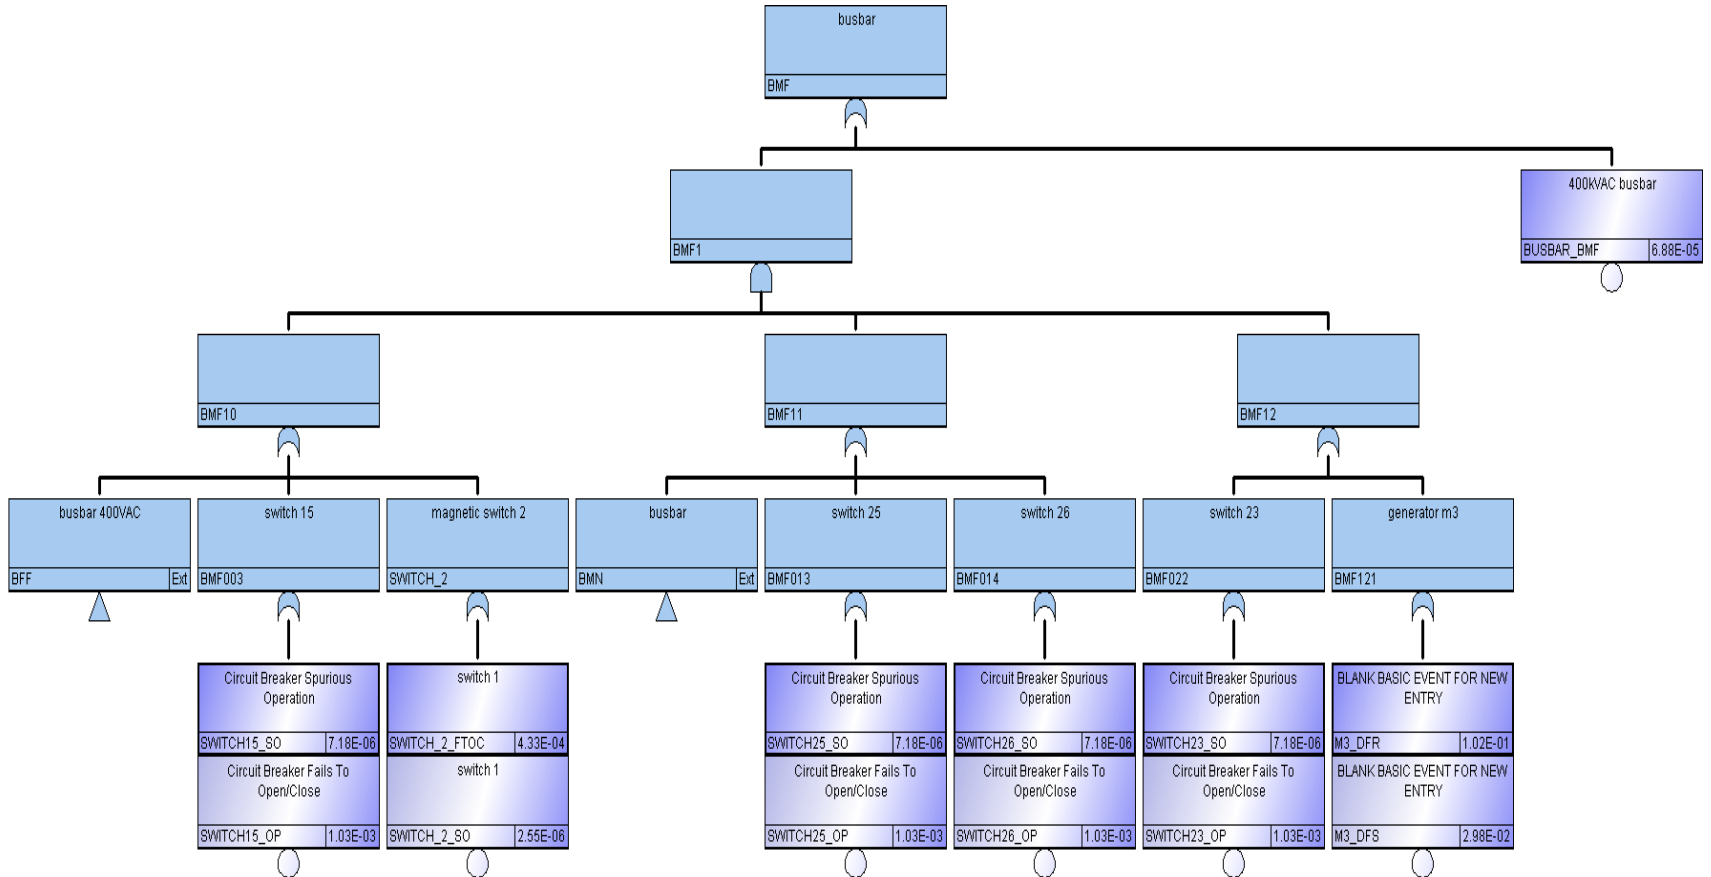 busbar
BMF
BMF1
400kVAC busbar
BUSBAR_BMF 6.88E-05
BMF10
BMF11
BMF12
busbar 400VAC
BFF Ext
switch 15
BMF003
magnetic switch 2
SWITCH_2
busbar
BMN Ext
switch 25
BMF013
switch 26
BMF014
switch 23
BMF022
generator m3
BMF121
Circuit Breaker Spurious
Operation
SWITCH15_SO 7.18E-06
switch 1
SWITCH_2_FTOC 4.33E-04
Circuit Breaker Spurious
Operation
SWITCH25_SO 7.18E-06
Circuit Breaker Spurious
Operation
SWITCH26_SO 7.18E-06
Circuit Breaker Spurious
Operation
SWITCH23_SO 7.18E-06
BLANK BASIC EVENT FOR NEW
ENTRY
M3_DFR 1.02E-01
Circuit Breaker Fails To
Open/Close
SWITCH15_OP 1.03E-03
switch 1
SWITCH_2_SO 2.55E-06
Circuit Breaker Fails To
Open/Close
SWITCH25_OP 1.03E-03
Circuit Breaker Fails To
Open/Close
SWITCH26_OP 1.03E-03
Circuit Breaker Fails To
Open/Close
SWITCH23_OP 1.03E-03
BLANK BASIC EVENT FOR NEW
ENTRY
M3_DFS 2.98E-02